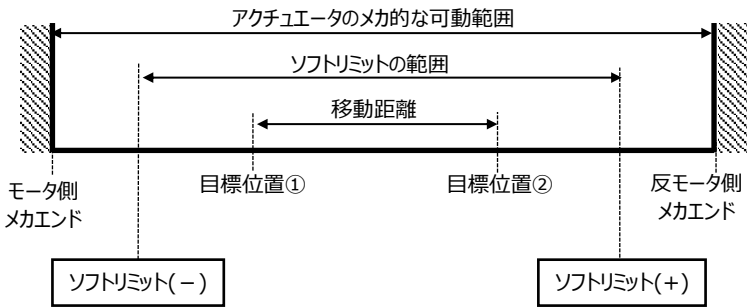 アクチュエータのメカ的な可動範囲
ソフトリミットの範囲
移動距離
目標位置①
目標位置②
モータ側
メカエンド
反モータ側
メカエンド
ソフトリミット(－)
ソフトリミット(+)